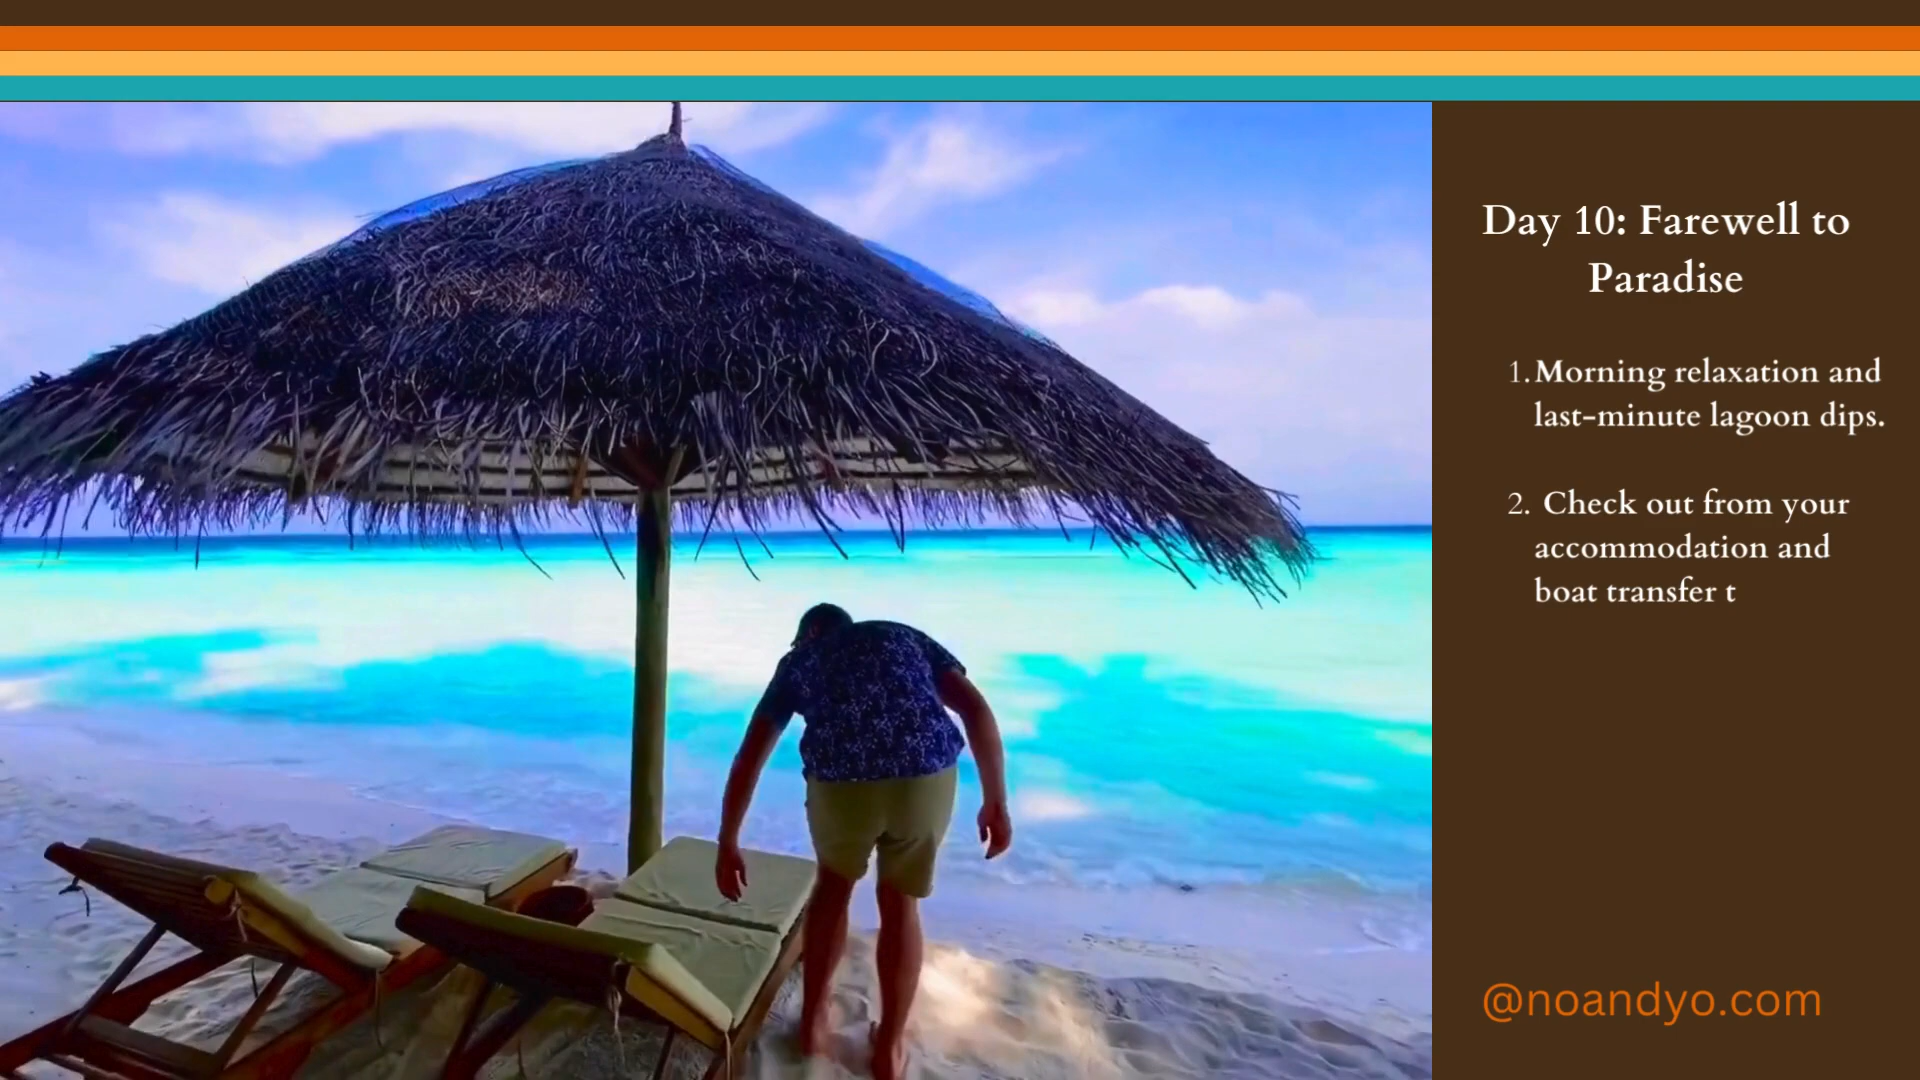 Day 10: Farewell to
Paradise
1. Morning relaxation and
last-minute lagoon dips.
2. Check out from your
accommodation and
boat transfer t
@noandyo.com